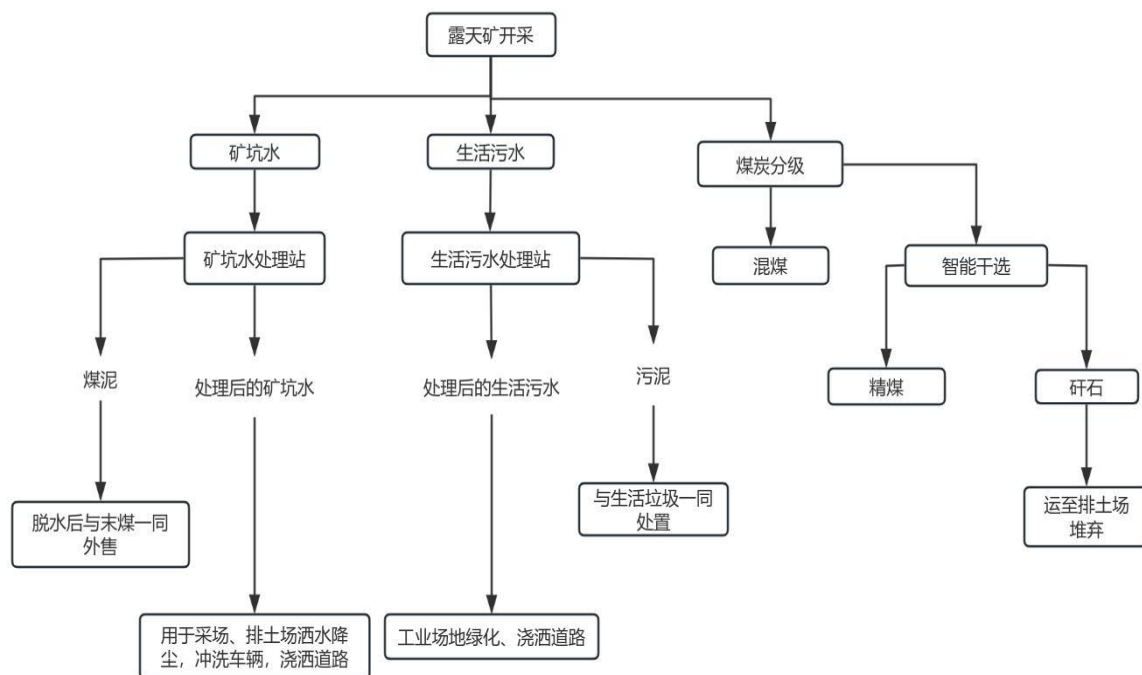 露天矿开采
矿坑水
生活污水
煤炭分级
矿坑水处理站
生活污水处理站
混煤
智能干选
煤泥
处理后的矿坑水
处理后的生活污水
污泥
精煤
矸石
脱水后与末煤一同
外售
与生活垃圾一同
处置
运至排土场
堆弃
用于采场、排土场洒水降
尘，冲洗车辆，浇洒道路
工业场地绿化、浇洒道路